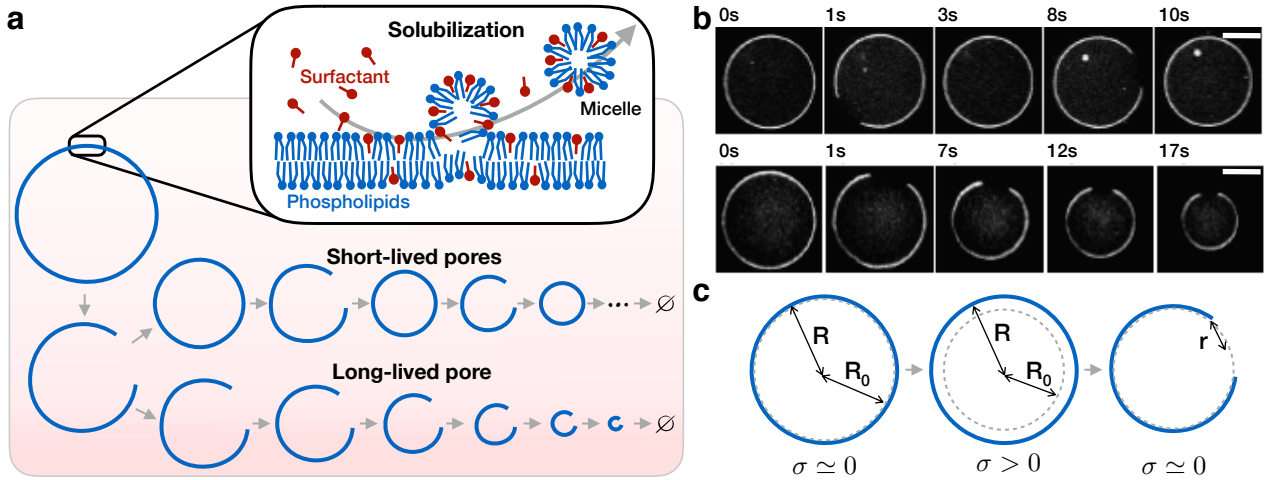 a
Solubilization
Surfactant
Micelle
Phospholipids
Short-lived pores
... ∅
Long-lived pore
∅
b
0s 1s 3s 8s 10s
0s 1s 7s 12s 17s
c
R R₀
R R₀
r
σ ≃ 0 σ > 0 σ ≃ 0